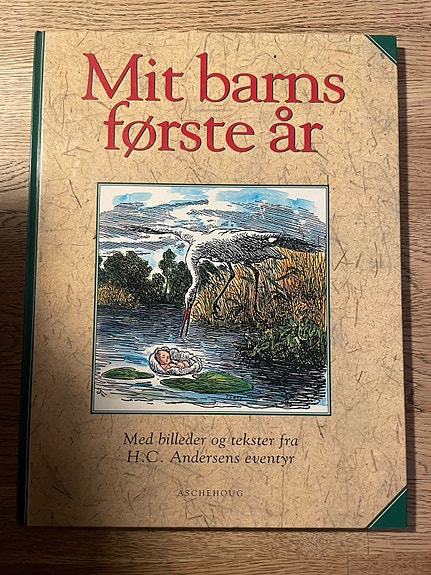 Mit barns
første år
Med billeder og tekster fra
H.C. Andersens eventyr
ASCHEHOUG